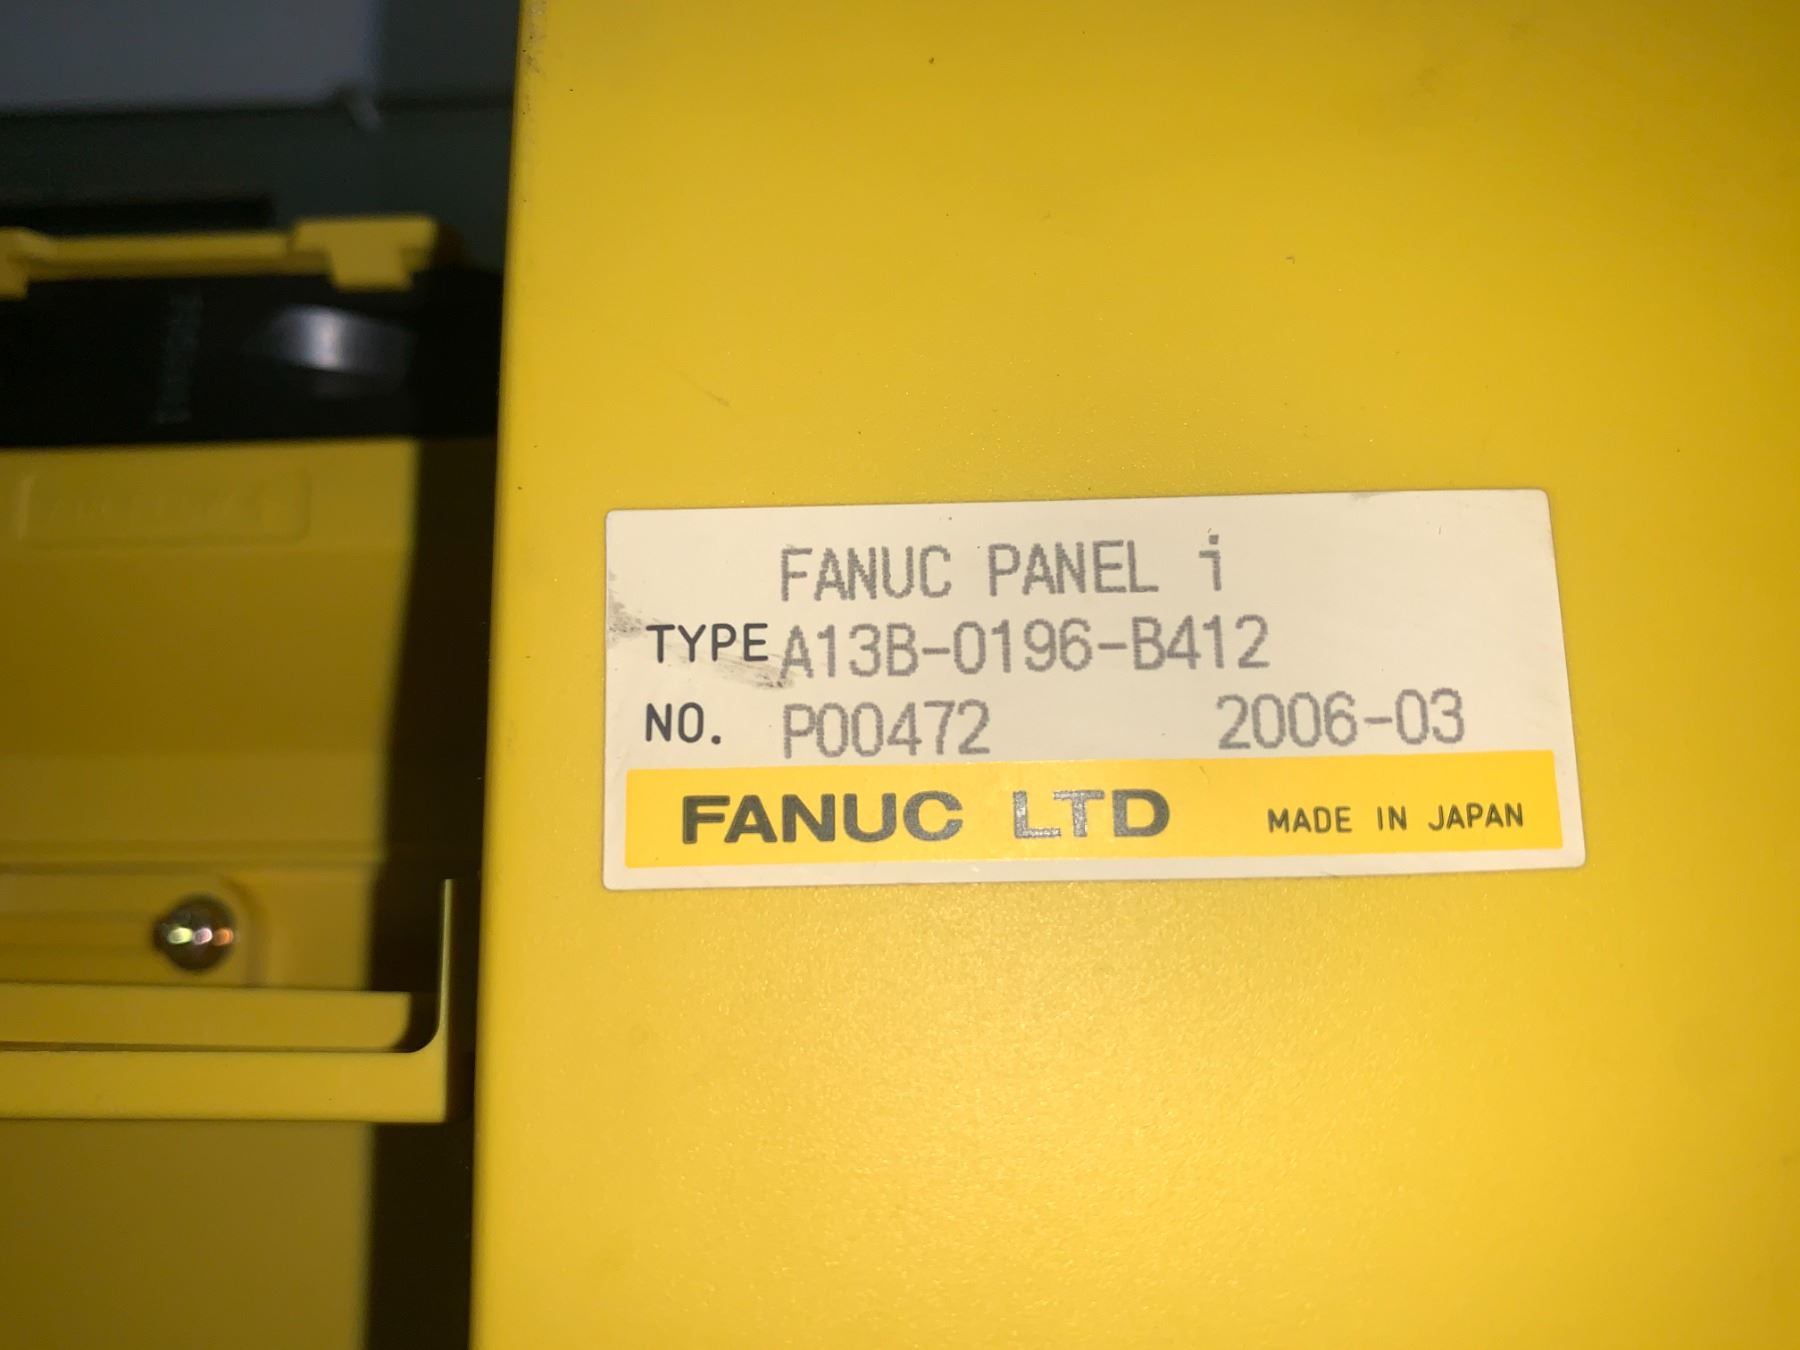 FANUC PANEL i
TYPE A13B-0196-B412
NO. P00472 2006-03
FANUC LTD MADE IN JAPAN